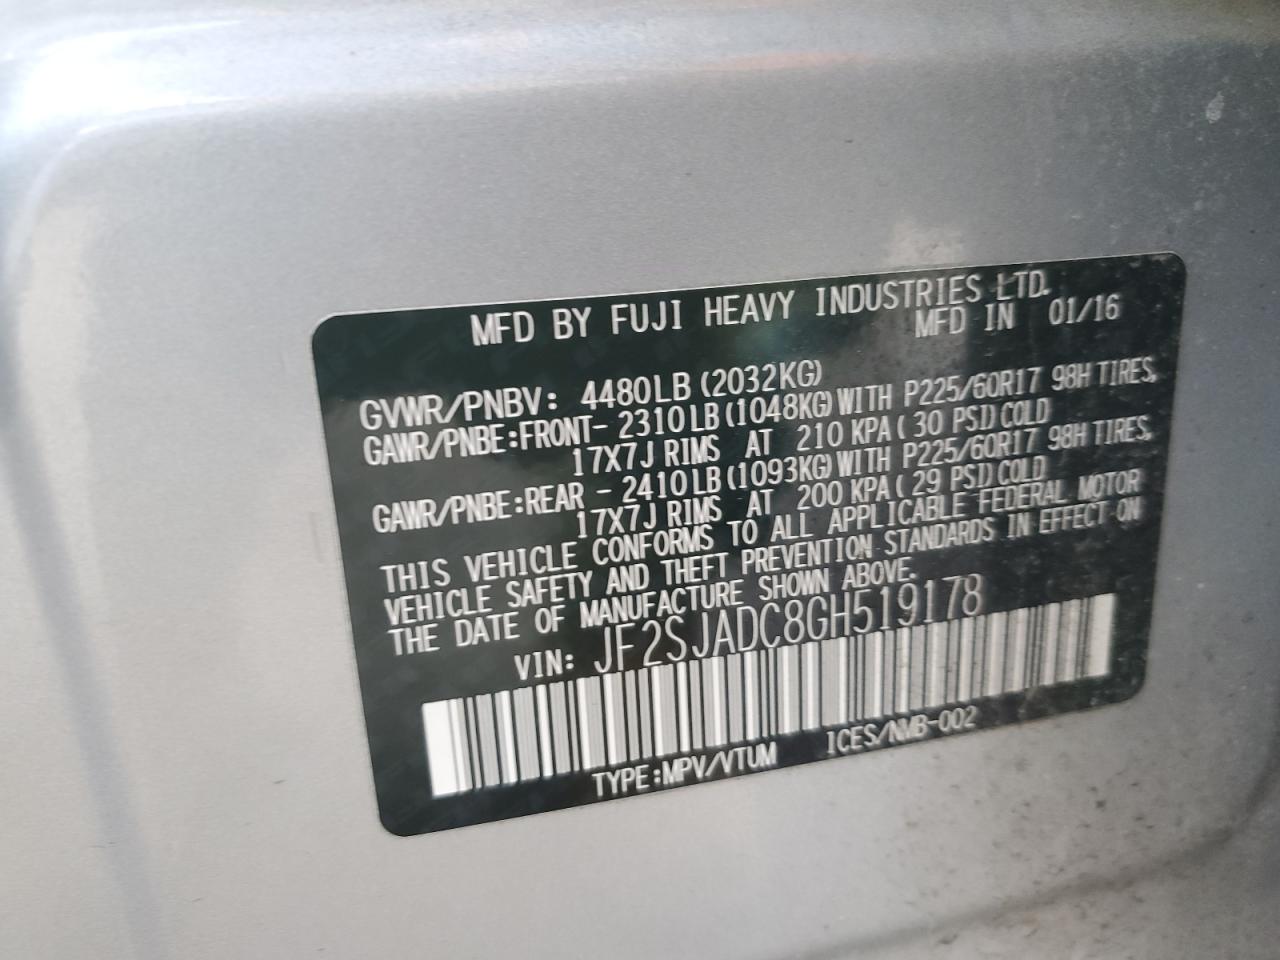 MFD BY FUJI HEAVY INDUSTRIES LTD.
MFD IN 01/16
GVWR/PNBV: 4480LB (2032KG)
GAWR/PNBE:FRONT- 2310LB (1048KG) WITH P225/60R17 98H TIRES,
17X7J RIMS AT 210 KPA ( 30 PSI) COLD
GAWR/PNBE:REAR - 2410LB (1093KG) WITH P225/60R17 98H TIRES,
17X7J RIMS AT 200 KPA ( 29 PSI) COLD
THIS VEHICLE CONFORMS TO ALL APPLICABLE FEDERAL MOTOR
VEHICLE SAFETY AND THEFT PREVENTION STANDARDS IN EFFECT ON
THE DATE OF MANUFACTURE SHOWN ABOVE.
VIN: JF2SJADC8GH519178
TYPE:MPV/VTUM ICES/NMB-002